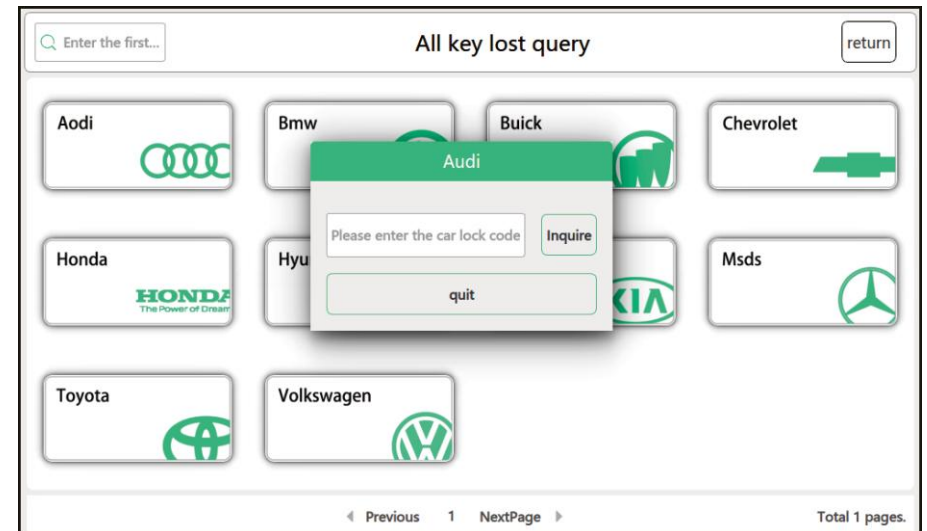 Enter the first...
All key lost query
return
Aodi
Bmw
Buick
Chevrolet
Audi
Please enter the car lock code
Inquire
quit
Honda
HONDA
The Power of Dream
Hyu
KIA
Msds
Toyota
Volkswagen
Previous 1 NextPage
Total 1 pages.